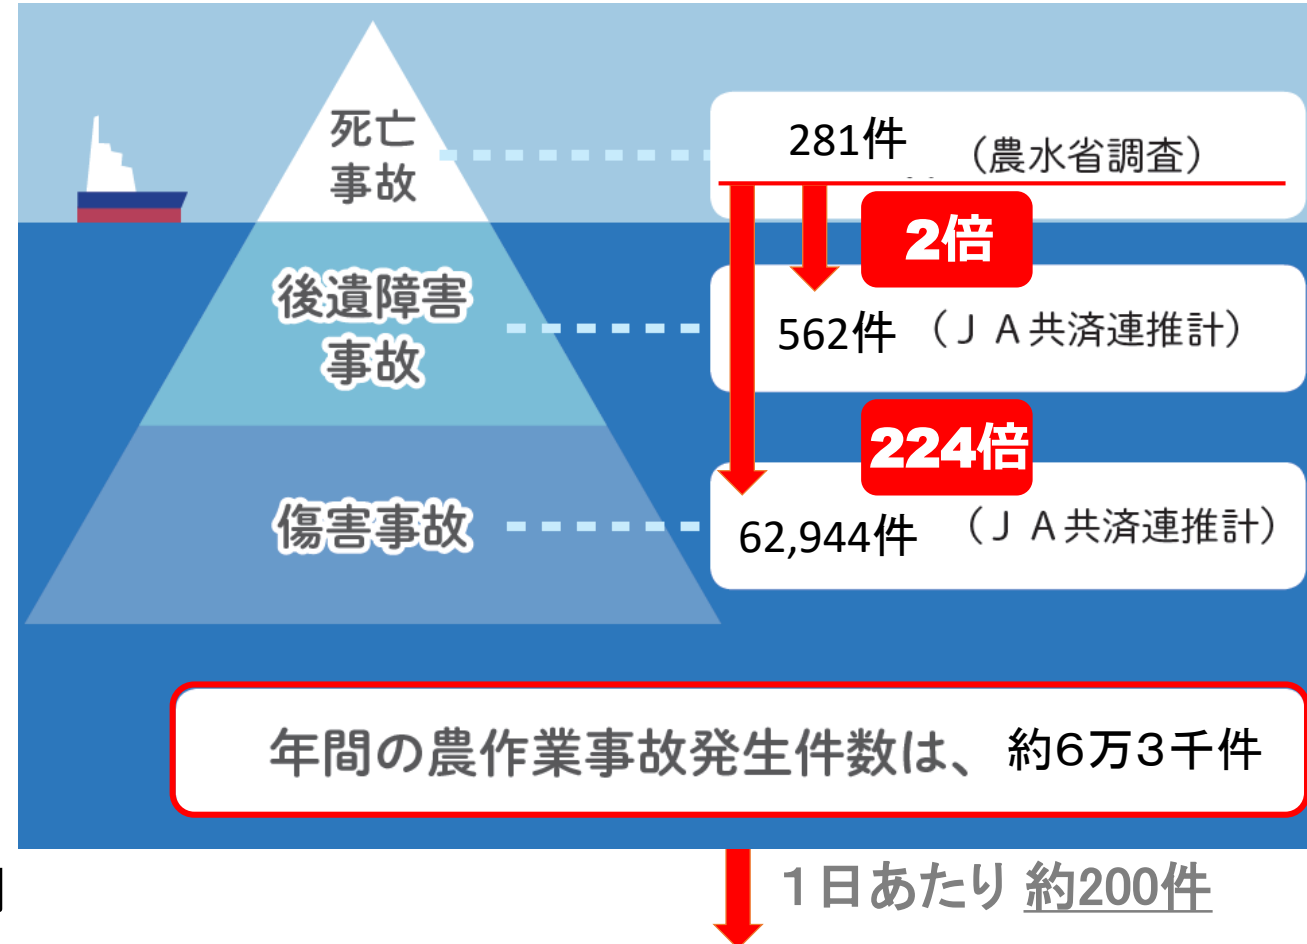 死亡
事故
281件 （農水省調査）
2倍
後遺障害
事故
562件 （ＪＡ共済連推計）
224倍
傷害事故
62,944件 （ＪＡ共済連推計）
年間の農作業事故発生件数は、 約６万３千件
１日あたり 約200件